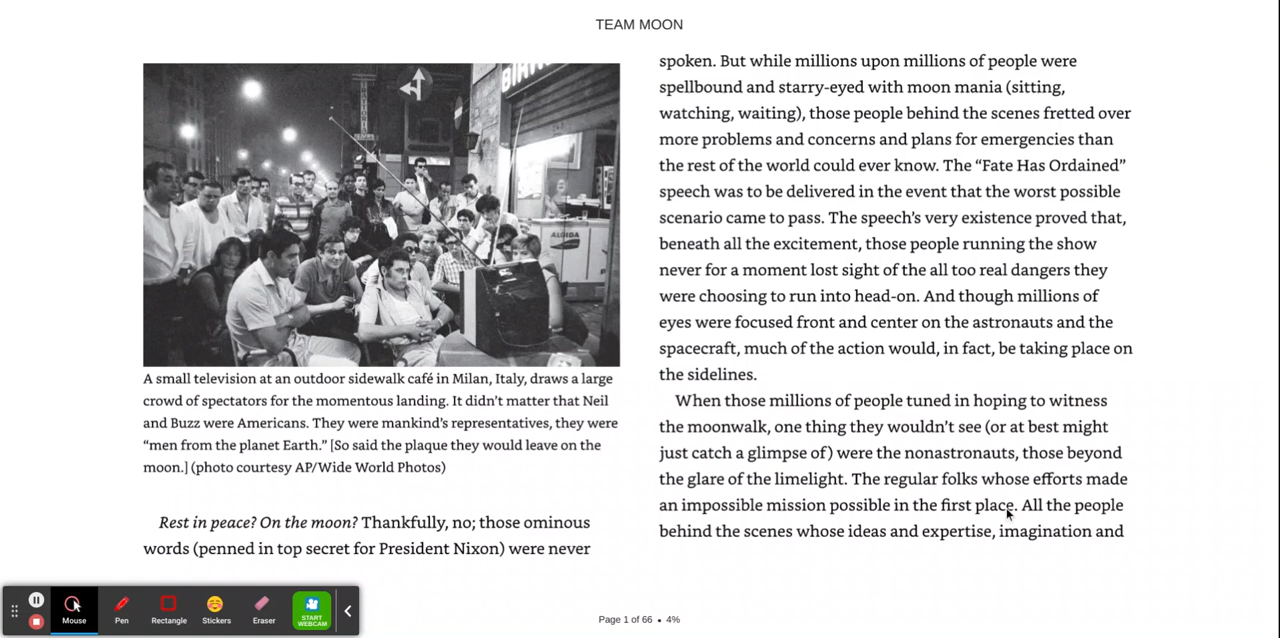 TEAM MOON
BIAN
ALGIDA
A small television at an outdoor sidewalk café in Milan, Italy, draws a large
crowd of spectators for the momentous landing. It didn’t matter that Neil
and Buzz were Americans. They were mankind’s representatives, they were
“men from the planet Earth.” [So said the plaque they would leave on the
moon.] (photo courtesy AP/Wide World Photos)
Rest in peace? On the moon? Thankfully, no; those ominous
words (penned in top secret for President Nixon) were never
spoken. But while millions upon millions of people were
spellbound and starry-eyed with moon mania (sitting,
watching, waiting), those people behind the scenes fretted over
more problems and concerns and plans for emergencies than
the rest of the world could ever know. The “Fate Has Ordained”
speech was to be delivered in the event that the worst possible
scenario came to pass. The speech’s very existence proved that,
beneath all the excitement, those people running the show
never for a moment lost sight of the all too real dangers they
were choosing to run into head-on. And though millions of
eyes were focused front and center on the astronauts and the
spacecraft, much of the action would, in fact, be taking place on
the sidelines.
When those millions of people tuned in hoping to witness
the moonwalk, one thing they wouldn’t see (or at best might
just catch a glimpse of) were the nonastronauts, those beyond
the glare of the limelight. The regular folks whose efforts made
an impossible mission possible in the first place. All the people
behind the scenes whose ideas and expertise, imagination and
Mouse
Pen
Rectangle
Stickers
Eraser
START
WEBCAM
Page 1 of 66 • 4%